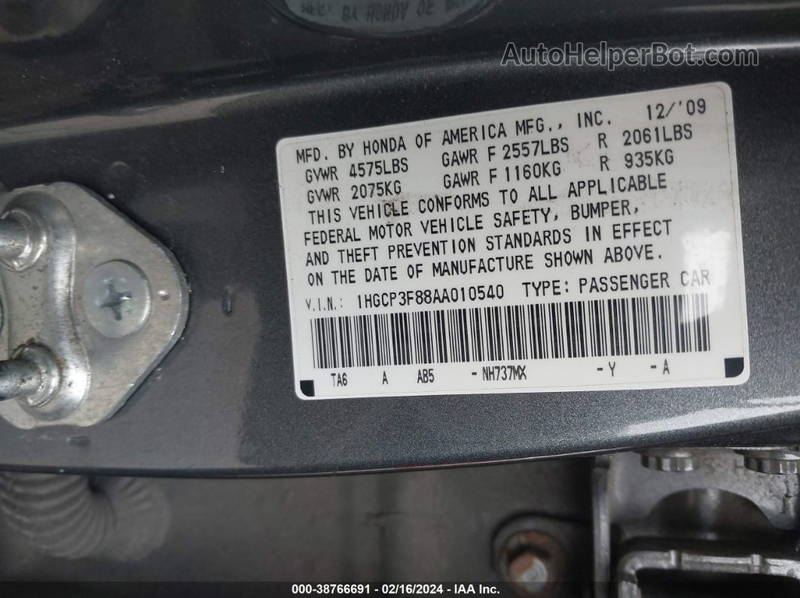 AutoHelperBot.com
MFD. BY HONDA OF AMERICA MFG., INC. 12/'09
GVWR 4575LBS GAWR F 2557LBS R 2061LBS
GVWR 2075KG GAWR F 1160KG R 935KG
THIS VEHICLE CONFORMS TO ALL APPLICABLE
FEDERAL MOTOR VEHICLE SAFETY, BUMPER,
AND THEFT PREVENTION STANDARDS IN EFFECT
ON THE DATE OF MANUFACTURE SHOWN ABOVE.
V.I.N.: 1HGCP3F88AA010540 TYPE: PASSENGER CAR
TA6 A AB5 -NH737MX -Y -A
000-38766691 - 02/16/2024 - IAA Inc.